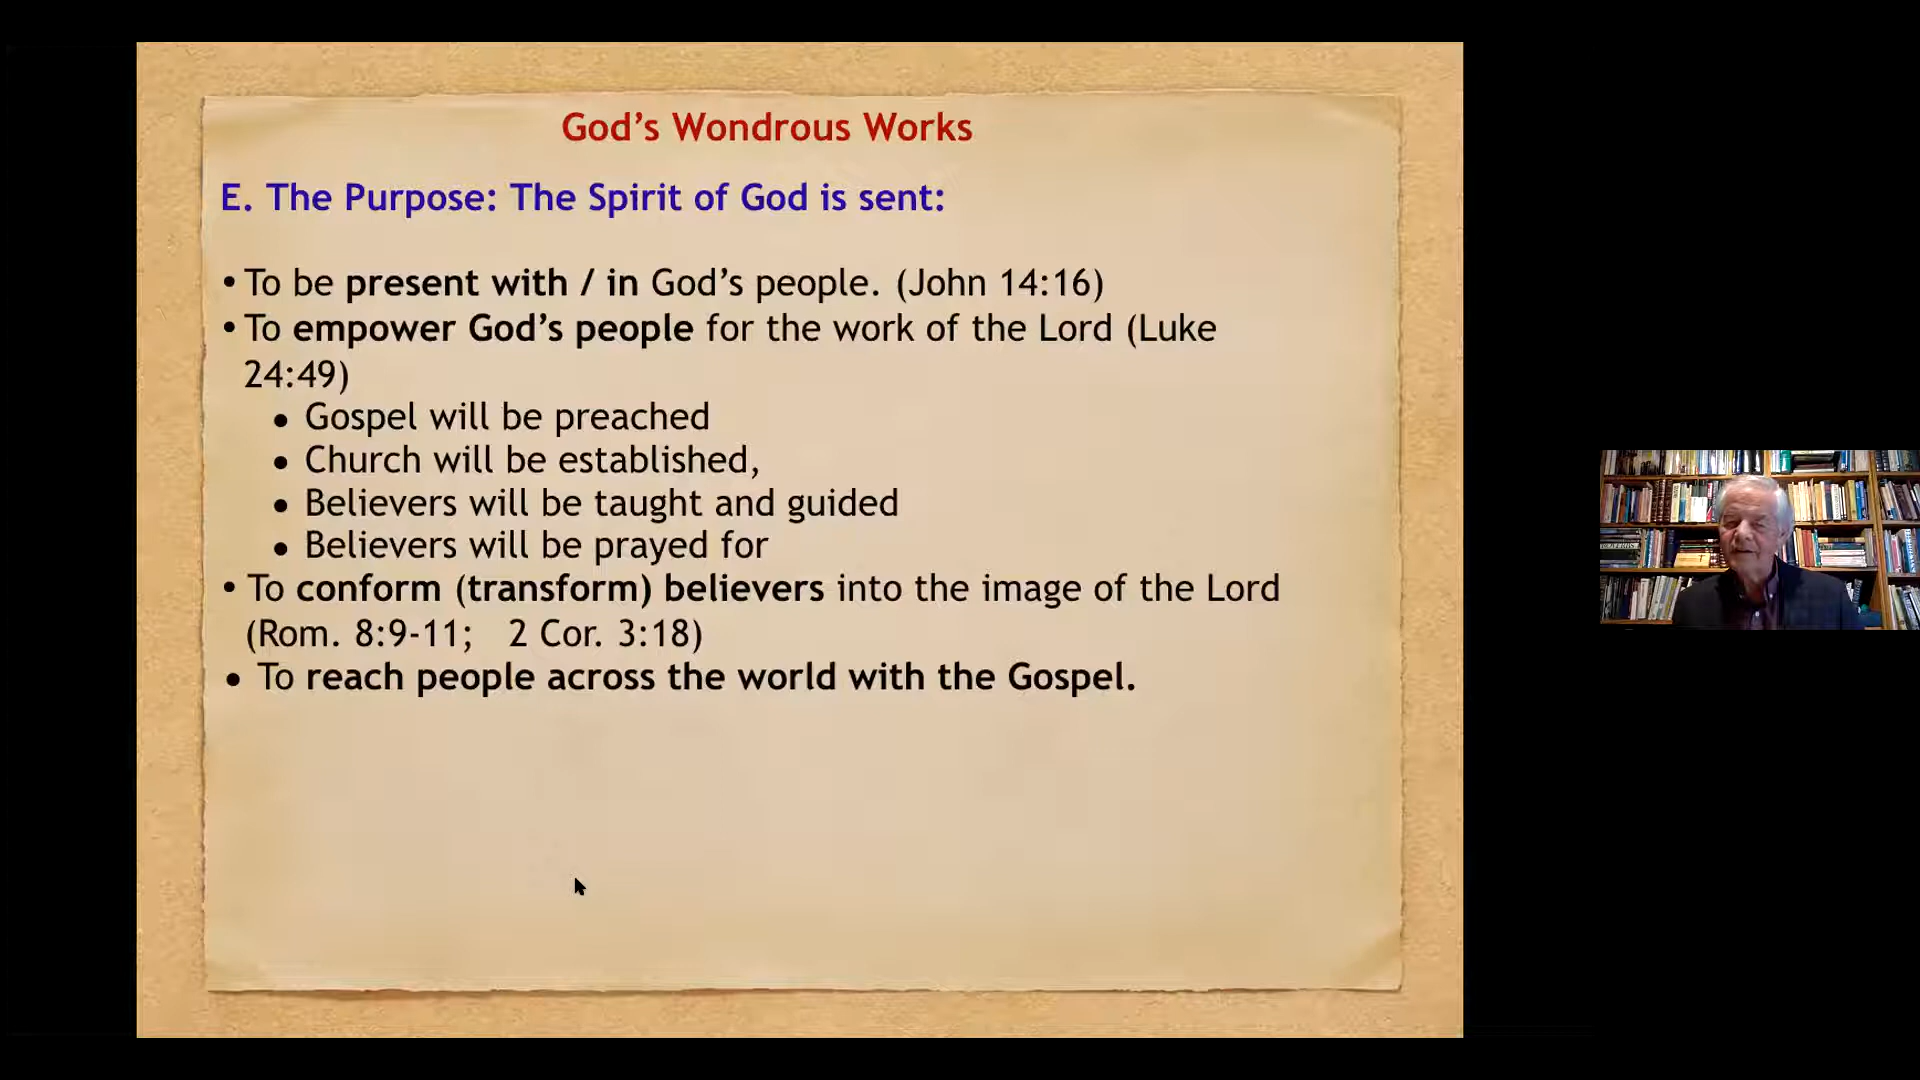 God’s Wondrous Works
E. The Purpose: The Spirit of God is sent:
• To be present with / in God’s people. (John 14:16)
• To empower God’s people for the work of the Lord (Luke
24:49)
• Gospel will be preached
• Church will be established,
• Believers will be taught and guided
• Believers will be prayed for
• To conform (transform) believers into the image of the Lord
(Rom. 8:9-11;   2 Cor. 3:18)
• To reach people across the world with the Gospel.